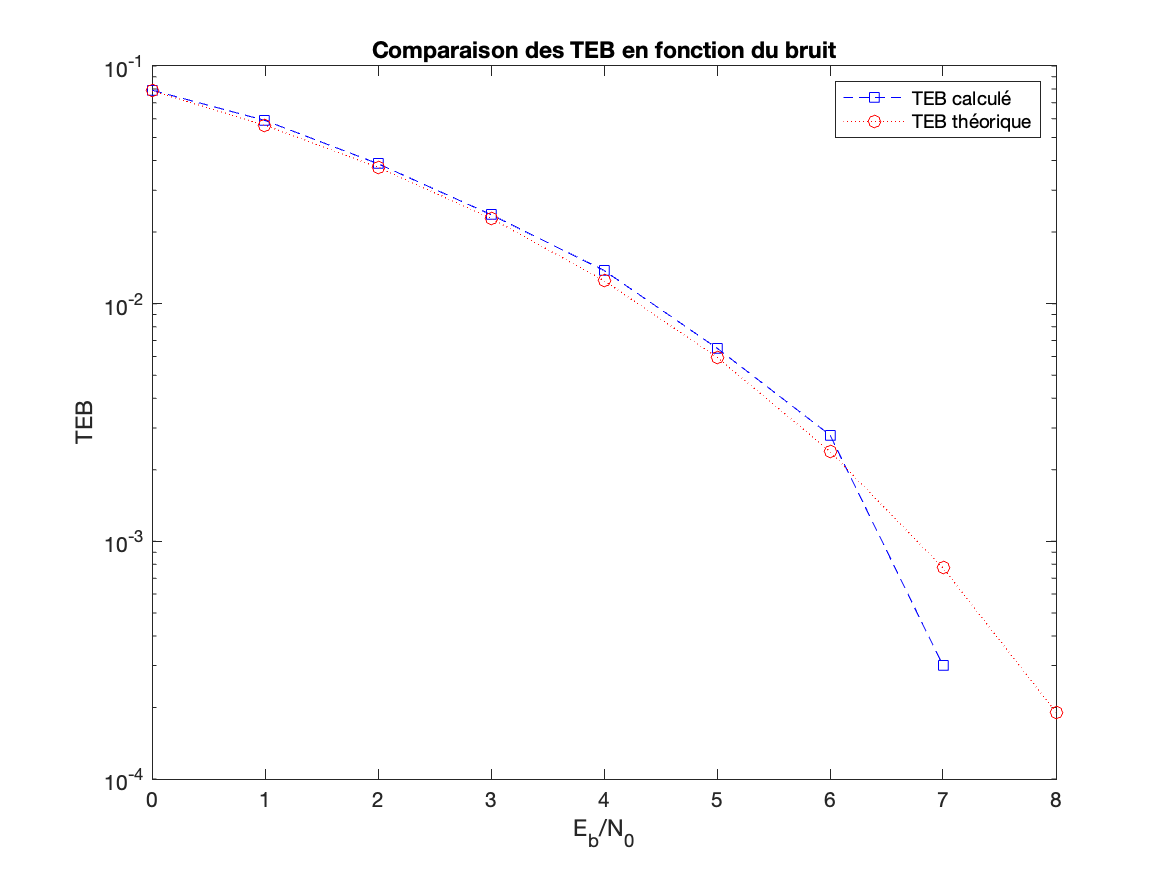 Comparaison des TEB en fonction du bruit
TEB calculé
TEB théorique
10^-1
10^-2
10^-3
10^-4
TEB
0 1 2 3 4 5 6 7 8
E_b/N_0